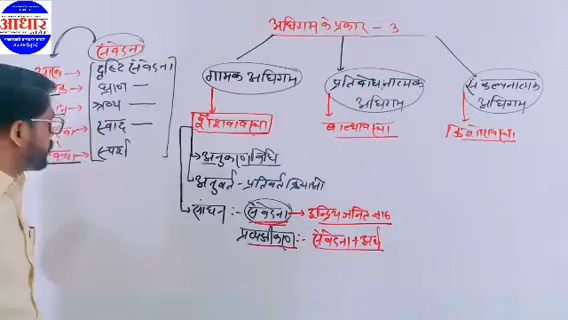 आधार
अधिगम के प्रकार - 3
संवेदना
दृष्टि संवेदना
घ्राण —
श्रव्य —
स्वाद —
स्पर्श
गामक अधिगम
प्रतिबोधनात्मक
अधिगम
संकल्पनात्मक
अधिगम
शैशवावस्था
बाल्यावस्था
किशोरावस्था
अनुकरण विधि
अनुवर्त - प्रतिवर्त क्रियाओं
साधन :- संवेदना → इन्द्रिय जनित ज्ञान
प्रत्यक्षीकरण :- संवेदना + अर्थ